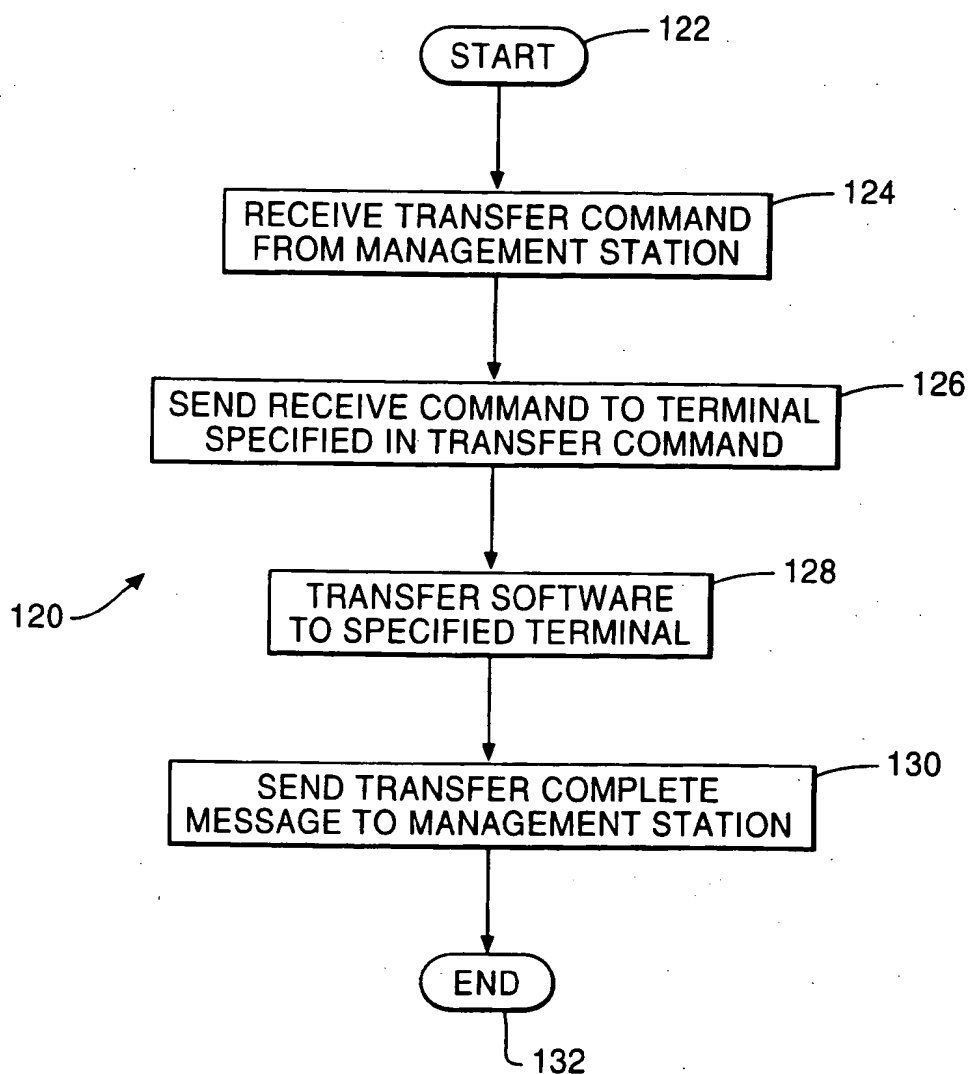 START
122
RECEIVE TRANSFER COMMAND
FROM MANAGEMENT STATION
124
SEND RECEIVE COMMAND TO TERMINAL
SPECIFIED IN TRANSFER COMMAND
126
TRANSFER SOFTWARE
TO SPECIFIED TERMINAL
128
120
SEND TRANSFER COMPLETE
MESSAGE TO MANAGEMENT STATION
130
END
132